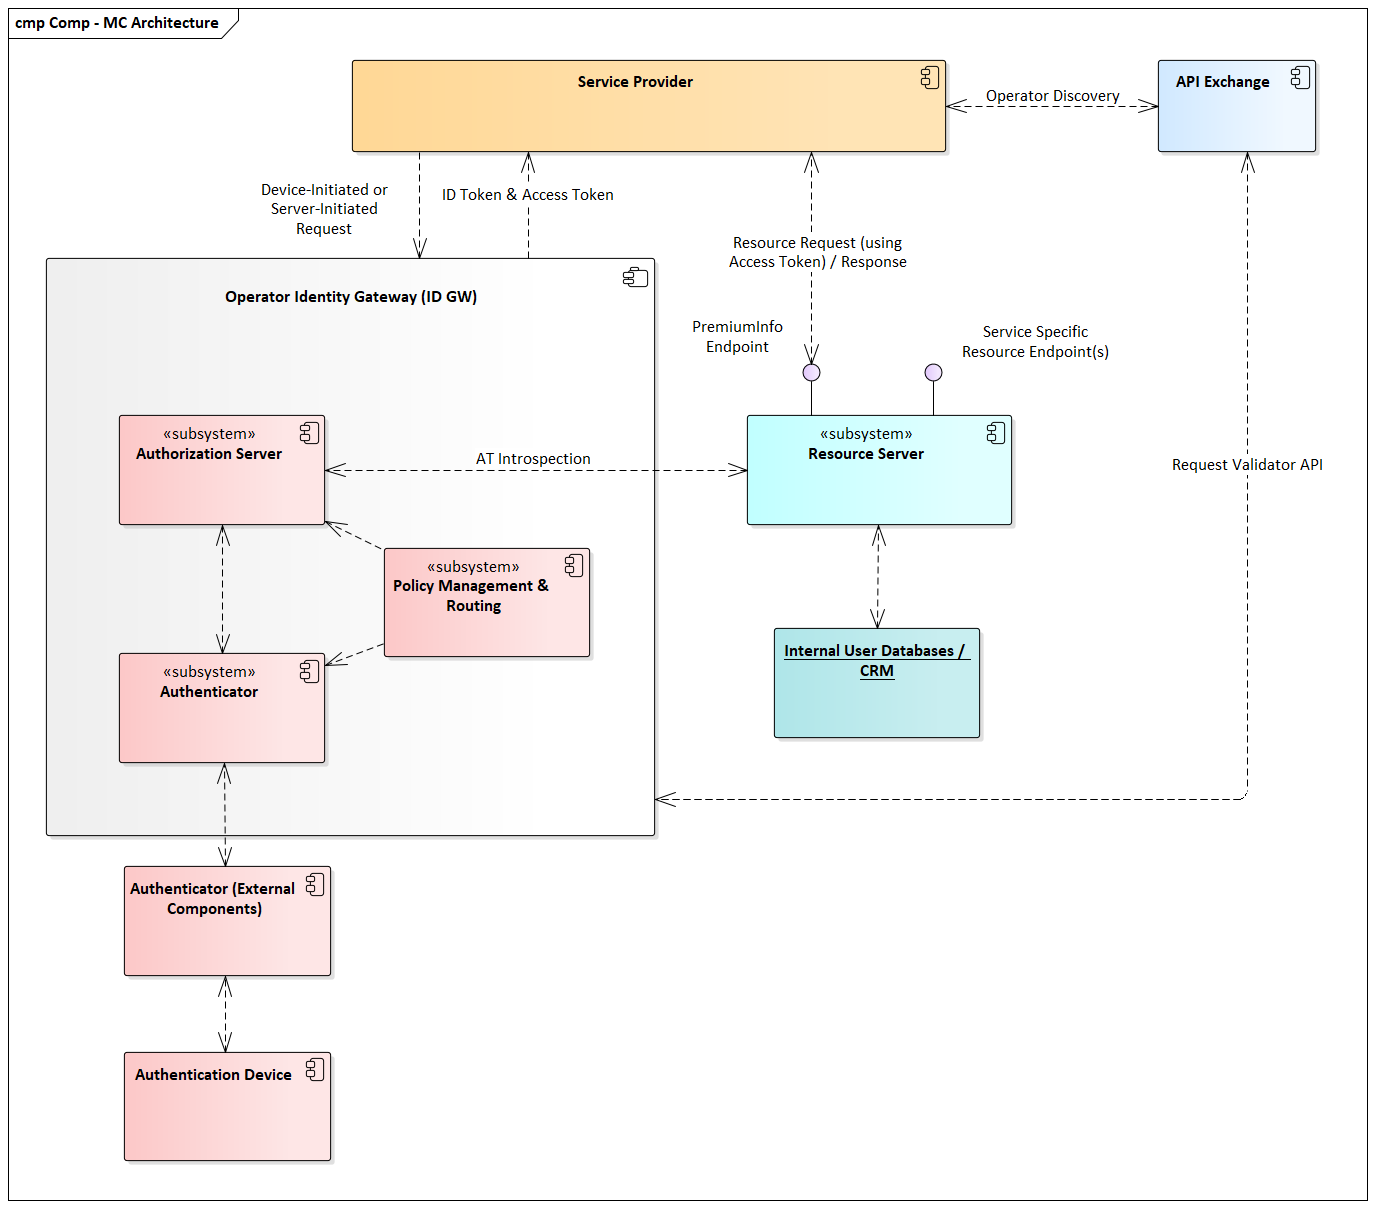 cmp Comp - MC Architecture
Service Provider
API Exchange
Operator Discovery
Device-Initiated or
Server-Initiated
Request
ID Token & Access Token
Resource Request (using
Access Token) / Response
Operator Identity Gateway (ID GW)
PremiumInfo
Endpoint
Service Specific
Resource Endpoint(s)
«subsystem»
Authorization Server
AT Introspection
«subsystem»
Resource Server
Request Validator API
«subsystem»
Policy Management &
Routing
«subsystem»
Authenticator
Internal User Databases /
CRM
Authenticator (External
Components)
Authentication Device